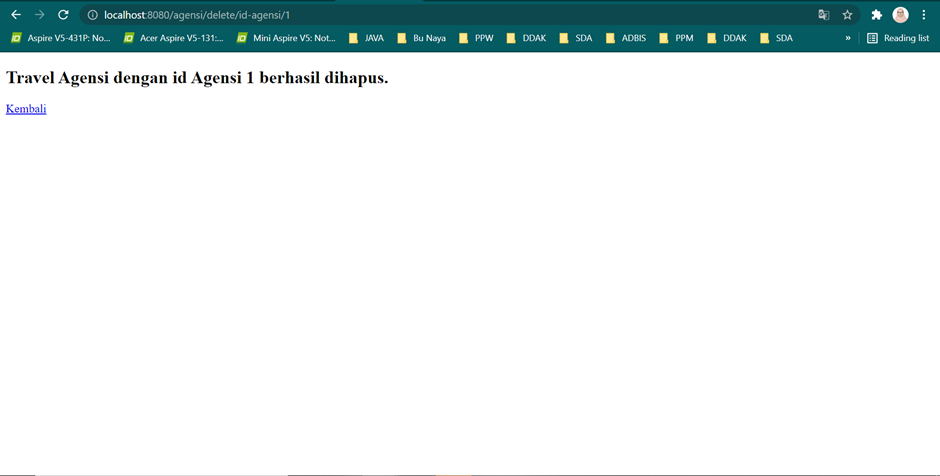 localhost:8080/agensi/delete/id-agensi/1
Aspire V5-431P: No... Acer Aspire V5-131:... Mini Aspire V5: Not... JAVA Bu Naya PPW DDAK SDA ADBIS PPM DDAK SDA » Reading list
Travel Agensi dengan id Agensi 1 berhasil dihapus.
Kembali